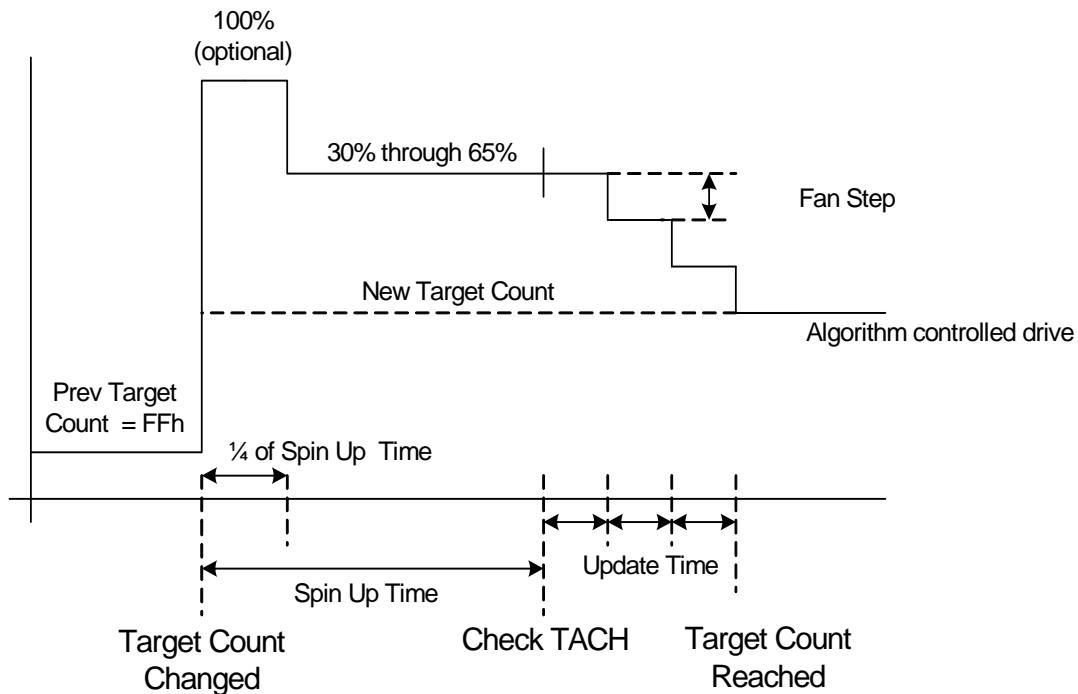 100%
(optional)
30% through 65%
Fan Step
New Target Count
Algorithm controlled drive
Prev Target
Count = FFh
¼ of Spin Up Time
Update Time
Spin Up Time
Target Count
Changed
Check TACH
Target Count
Reached